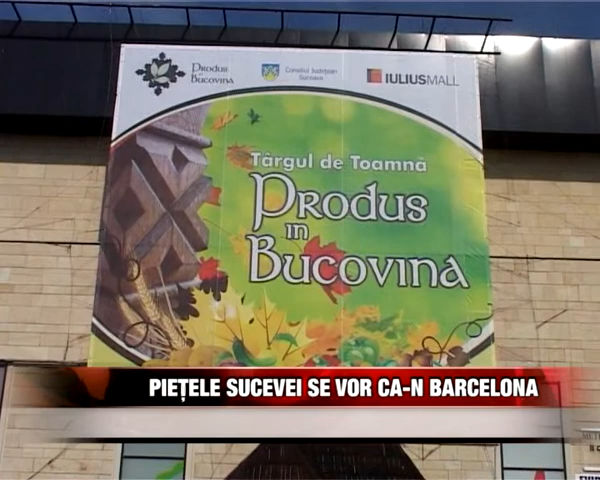 Produs
în
Bucovina
Consiliul Județean
Suceava
IULIUSMALL
Târgul de Toamnă
Produs
în
Bucovina
PIEȚELE SUCEVEI SE VOR CA-N BARCELONA